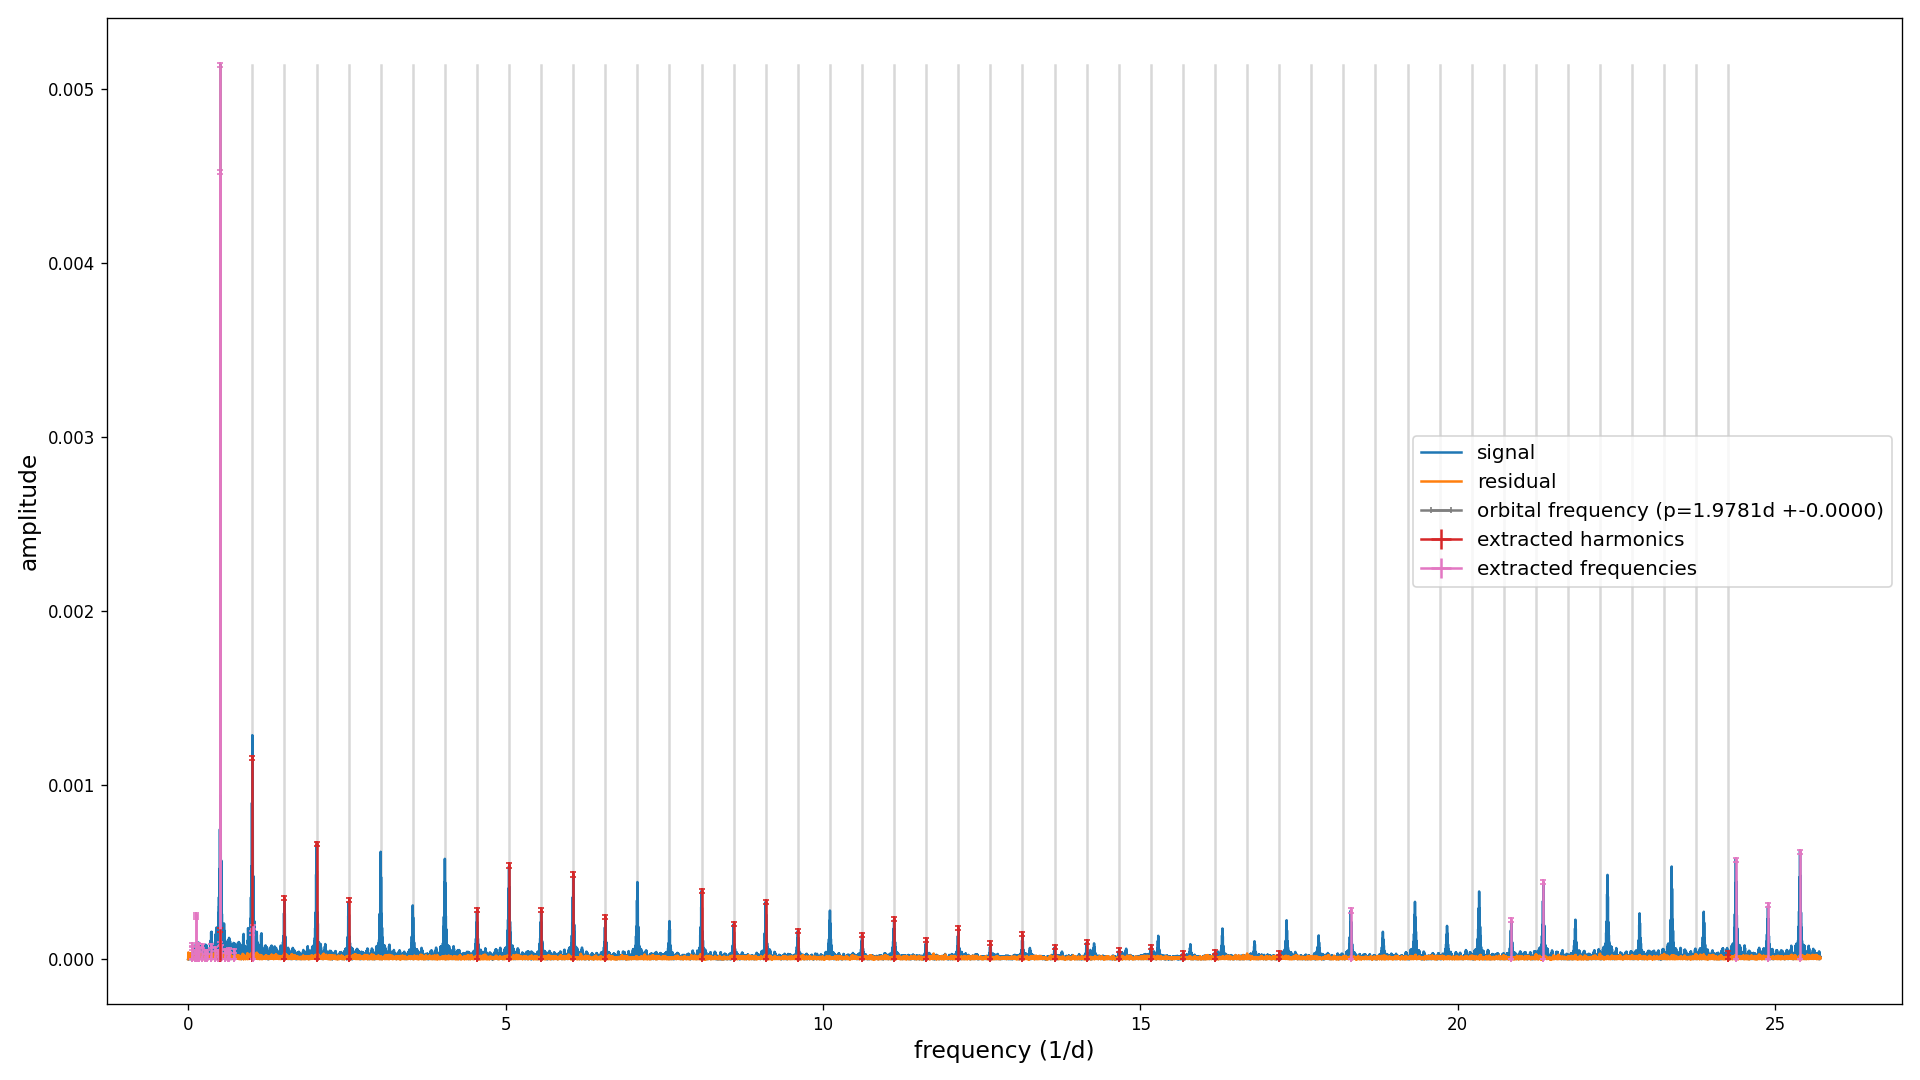 0.005
0.004
0.003
0.002
0.001
0.000
amplitude
signal
residual
orbital frequency (p=1.9781d +-0.0000)
extracted harmonics
extracted frequencies
0 5 10 15 20 25
frequency (1/d)